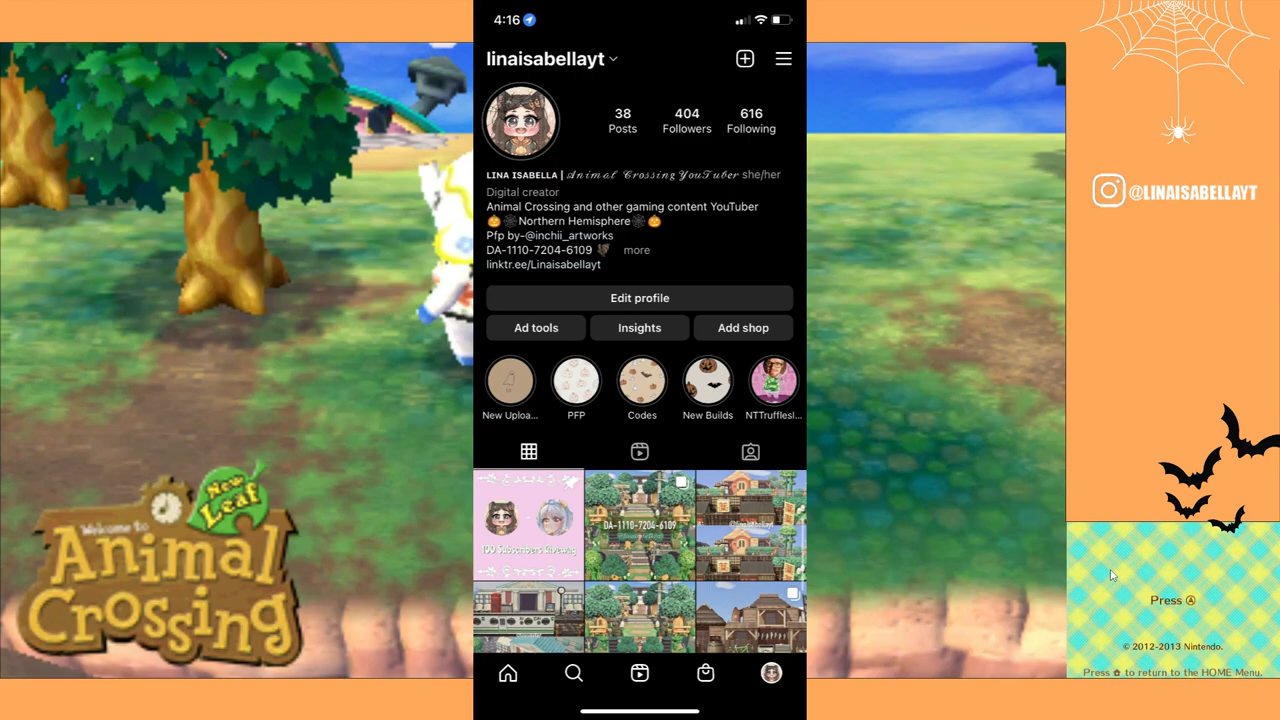 4:16
linaisabellayt
38
Posts
404
Followers
616
Following
ʟɪɴᴀ ɪsᴀʙᴇʟʟᴀ | 𝒜𝓃𝒾𝓂𝒶𝓁 𝒞𝓇𝑜𝓈𝓈𝒾𝓃𝑔 𝒴𝑜𝓊𝒯𝓊𝒷𝑒𝓇 she/her
Digital creator
Animal Crossing and other gaming content YouTuber
🎃🕸Northern Hemisphere🕸🎃
Pfp by-@inchii_artworks
DA-1110-7204-6109 more
linktr.ee/Linaisabellayt
Edit profile
Ad tools
Insights
Add shop
New Uploa...
PFP
Codes
New Builds
NTTrufflesI...
100 Subscribers Giveway
DA-1110-7204-6109
Welcome to
Animal
Crossing
New
Leaf
@LINAISABELLAYT
Press Ⓐ
© 2012-2013 Nintendo.
Press to return to the HOME Menu.